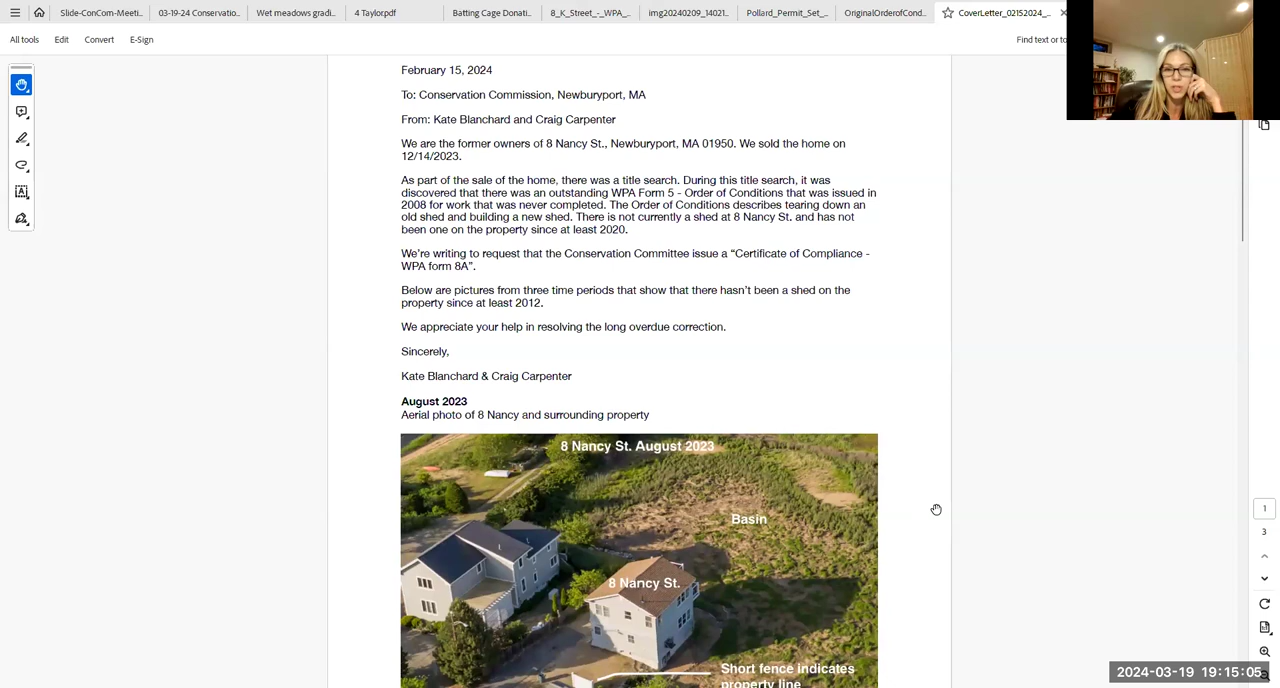 Slide-ConCom-Meeti... 03-19-24 Conservatio... Wet meadows gradi... 4 Taylor.pdf Batting Cage Donati... 8_K_Street_-_WPA_... img20240209_14021... Pollard_Permit_Set_... OriginalOrderofCond... CoverLetter_02152024_...
All tools Edit Convert E-Sign Find text or to
February 15, 2024
To: Conservation Commission, Newburyport, MA
From: Kate Blanchard and Craig Carpenter
We are the former owners of 8 Nancy St., Newburyport, MA 01950. We sold the home on
12/14/2023.
As part of the sale of the home, there was a title search. During this title search, it was
discovered that there was an outstanding WPA Form 5 - Order of Conditions that was issued in
2008 for work that was never completed. The Order of Conditions describes tearing down an
old shed and building a new shed. There is not currently a shed at 8 Nancy St. and has not
been one on the property since at least 2020.
We're writing to request that the Conservation Committee issue a “Certificate of Compliance -
WPA form 8A”.
Below are pictures from three time periods that show that there hasn't been a shed on the
property since at least 2012.
We appreciate your help in resolving the long overdue correction.
Sincerely,
Kate Blanchard & Craig Carpenter
August 2023
Aerial photo of 8 Nancy and surrounding property
8 Nancy St. August 2023
Basin
8 Nancy St.
Short fence indicates
property line
1
3
2024-03-19 19:15:05